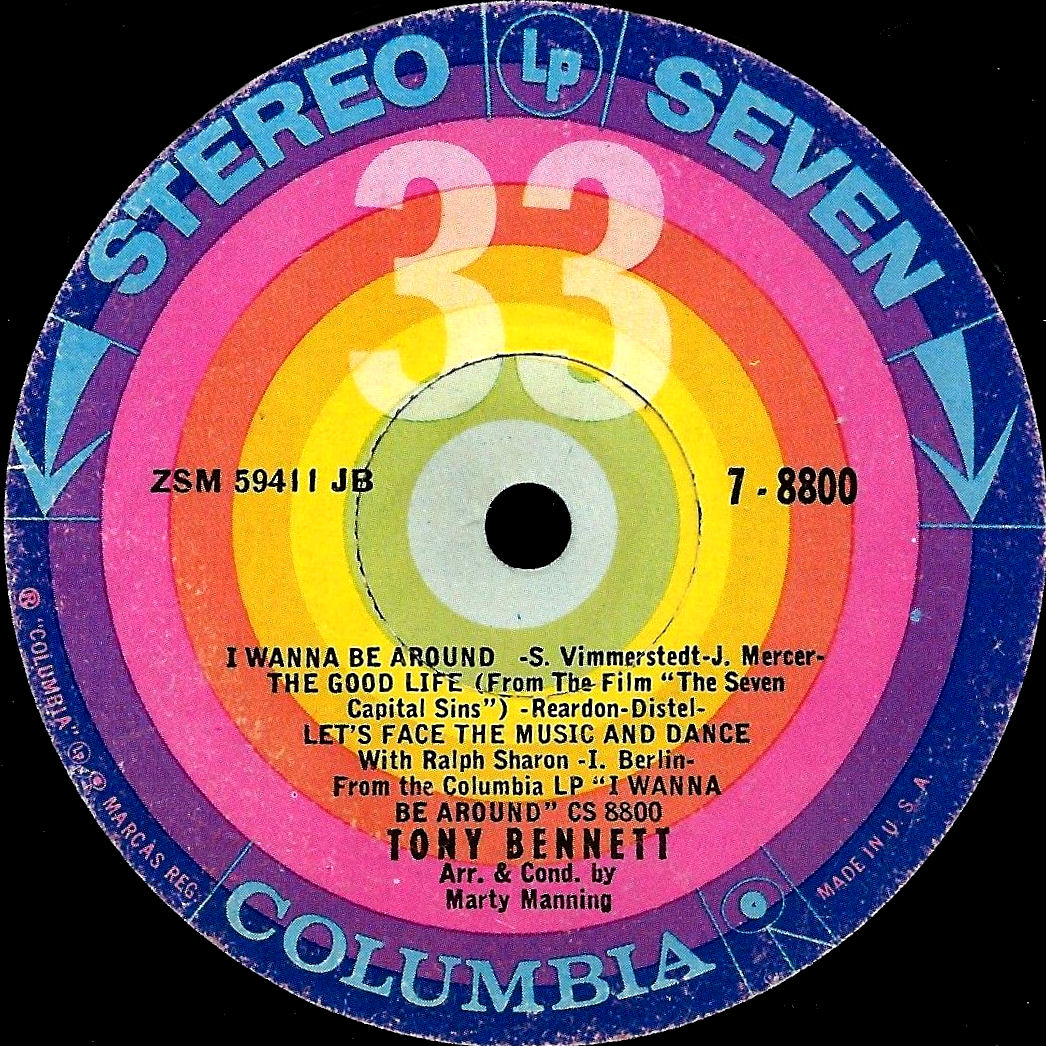 STEREO Lp SEVEN
33
ZSM 59411 JB
7-8800
I WANNA BE AROUND -S. Vimmerstedt-J. Mercer-
THE GOOD LIFE (From The Film “The Seven
Capital Sins”) -Reardon-Distel-
LET'S FACE THE MUSIC AND DANCE
With Ralph Sharon -I. Berlin-
From the Columbia LP “I WANNA
BE AROUND” CS 8800
TONY BENNETT
Arr. & Cond. by
Marty Manning
® "COLUMBIA" Lp ® MARCAS REG.
COLUMBIA
MADE IN U. S. A.